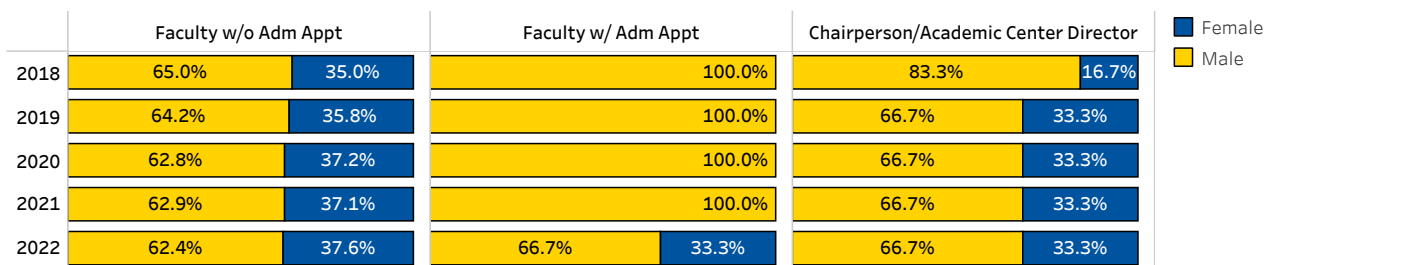 Faculty w/o Adm Appt Faculty w/ Adm Appt Chairperson/Academic Center Director
Female
Male
2018 65.0% 35.0% 100.0% 83.3% 16.7%
2019 64.2% 35.8% 100.0% 66.7% 33.3%
2020 62.8% 37.2% 100.0% 66.7% 33.3%
2021 62.9% 37.1% 100.0% 66.7% 33.3%
2022 62.4% 37.6% 66.7% 33.3% 66.7% 33.3%